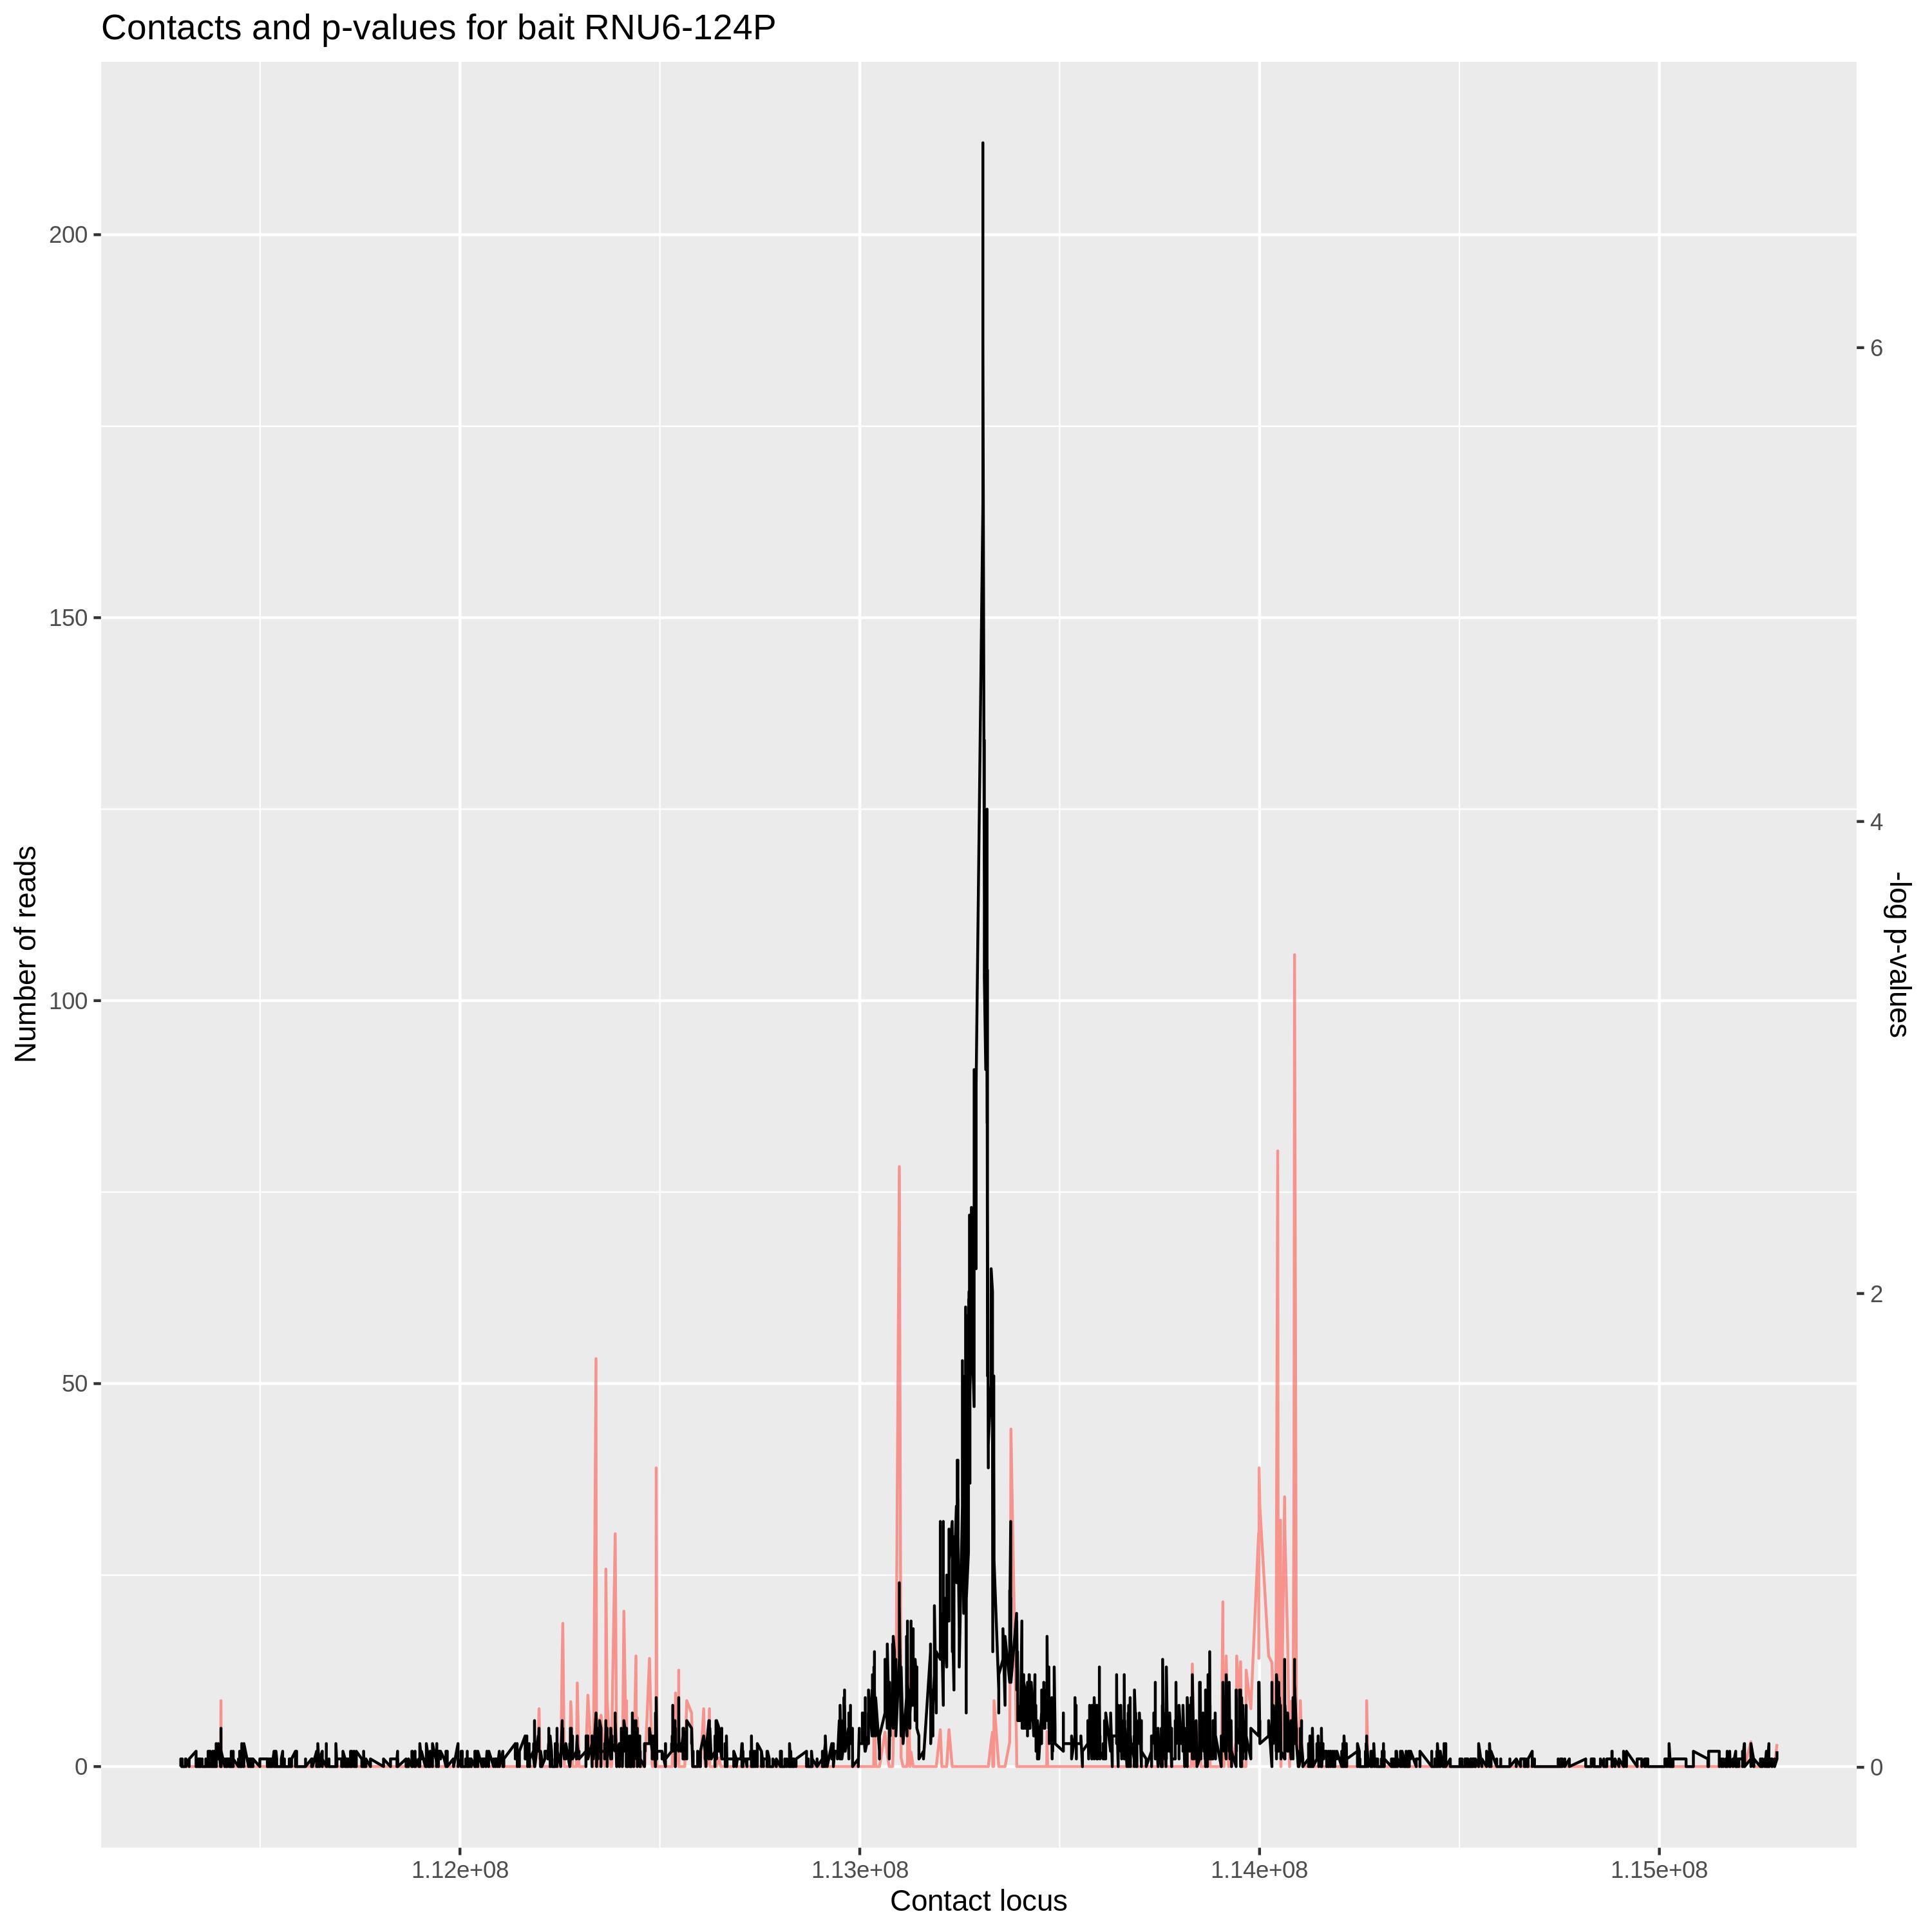 Contacts and p-values for bait RNU6-124P
200
150
100
50
0
6
4
2
0
1.12e+08
1.13e+08
1.14e+08
1.15e+08
Number of reads
-log p-values
Contact locus